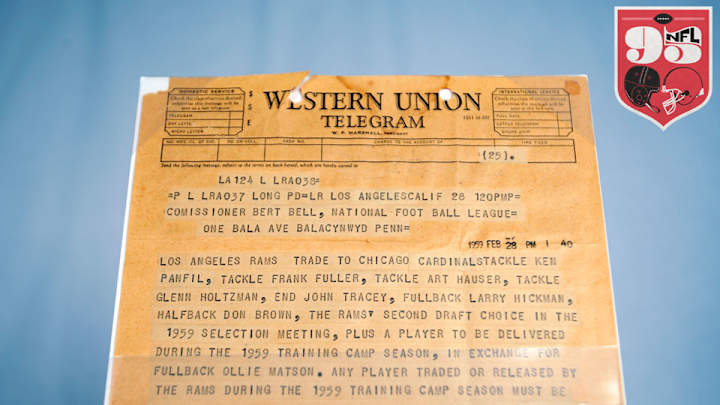 95 NFL
DOMESTIC SERVICE
WESTERN UNION
INTERNATIONAL SERVICE
TELEGRAM
W. P. MARSHALL, PRESIDENT
(25).
LA124 L LRA038=
=P L LRA037 LONG PD=LR LOS ANGELESCALIF 28 120PMP=
COMISSIONER BERT BELL, NATIONAL FOOT BALL LEAGUE=
ONE BALA AVE BALACYNWYD PENN=
1959 FEB 28 PM 1 40
LOS ANGELES RAMS TRADE TO CHICAGO CARDINALSTACKLE KEN
PANFIL, TACKLE FRANK FULLER, TACKLE ART HAUSER, TACKLE
GLENN HOLTZMAN, END JOHN TRACEY, FULLBACK LARRY HICKMAN,
HALFBACK DON BROWN, THE RAMS' SECOND DRAFT CHOICE IN THE
1959 SELECTION MEETING, PLUS A PLAYER TO BE DELIVERED
DURING THE 1959 TRAINING CAMP SEASON, IN EXCHANGE FOR
FULLBACK OLLIE MATSON. ANY PLAYER TRADED OR RELEASED BY
THE RAMS DURING THE 1959 TRAINING CAMP SEASON MUST BE